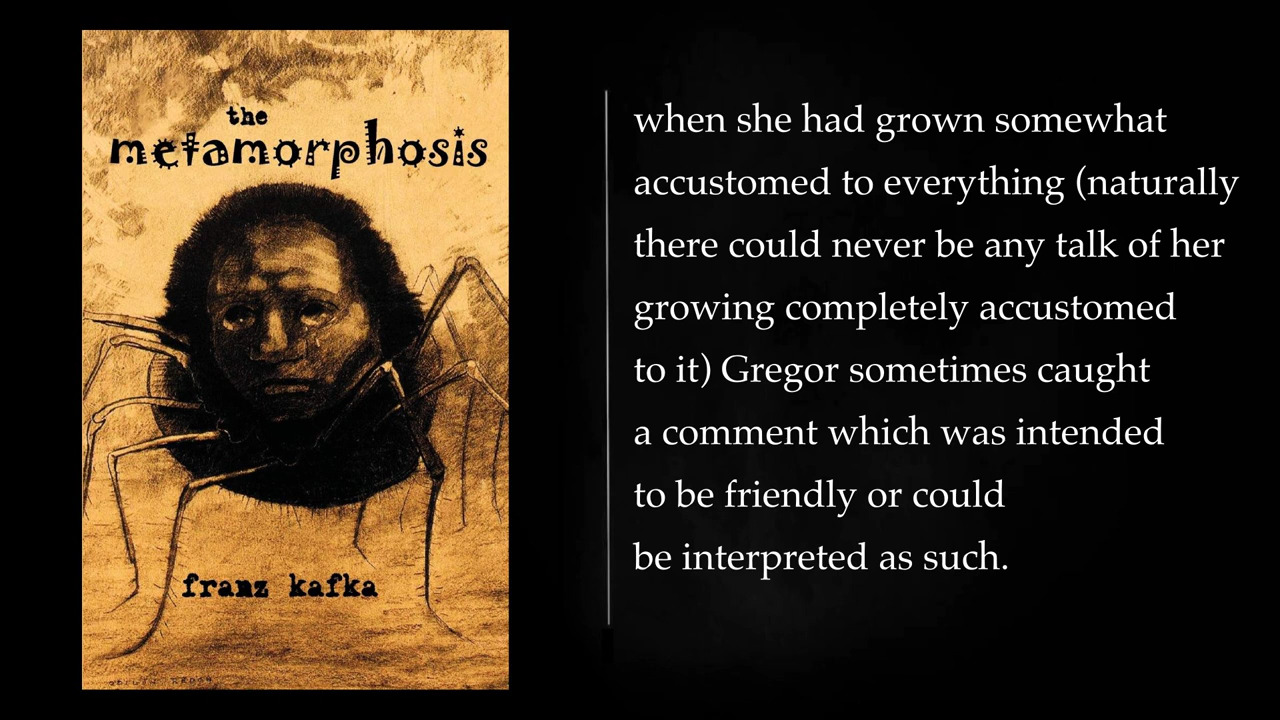 the
metamorphosis
franz kafka
ODILON REDON
when she had grown somewhat
accustomed to everything (naturally
there could never be any talk of her
growing completely accustomed
to it) Gregor sometimes caught
a comment which was intended
to be friendly or could
be interpreted as such.